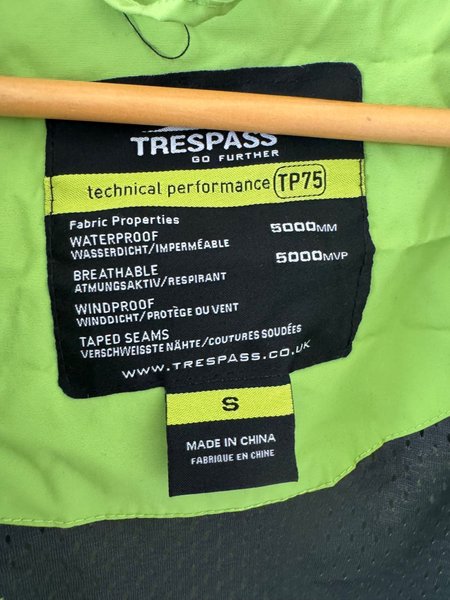 TRESPASS
GO FURTHER
technical performance TP75
Fabric Properties
WATERPROOF 5000MM
WASSERDICHT/IMPERMÉABLE
BREATHABLE 5000MVP
ATMUNGSAKTIV/RESPIRANT
WINDPROOF
WINDDICHT/PROTÈGE DU VENT
TAPED SEAMS
VERSCHWEISSTE NÄHTE/COUTURES SOUDÉES
WWW.TRESPASS.CO.UK
S
MADE IN CHINA
FABRIQUE EN CHINE